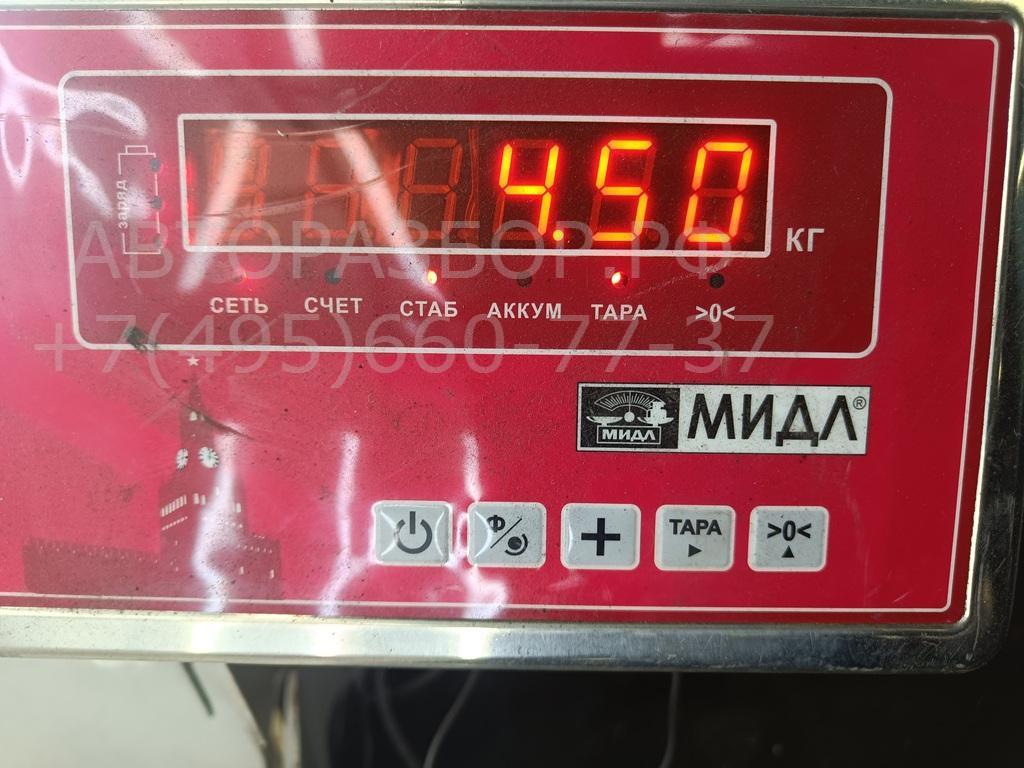 заряд
4.50
КГ
СЕТЬ СЧЕТ СТАБ АККУМ ТАРА >0<
АВТОРАЗБОР.РФ
+7(495)660-77-37
МИДЛ МИДЛ®
Ф/ + ТАРА >0<